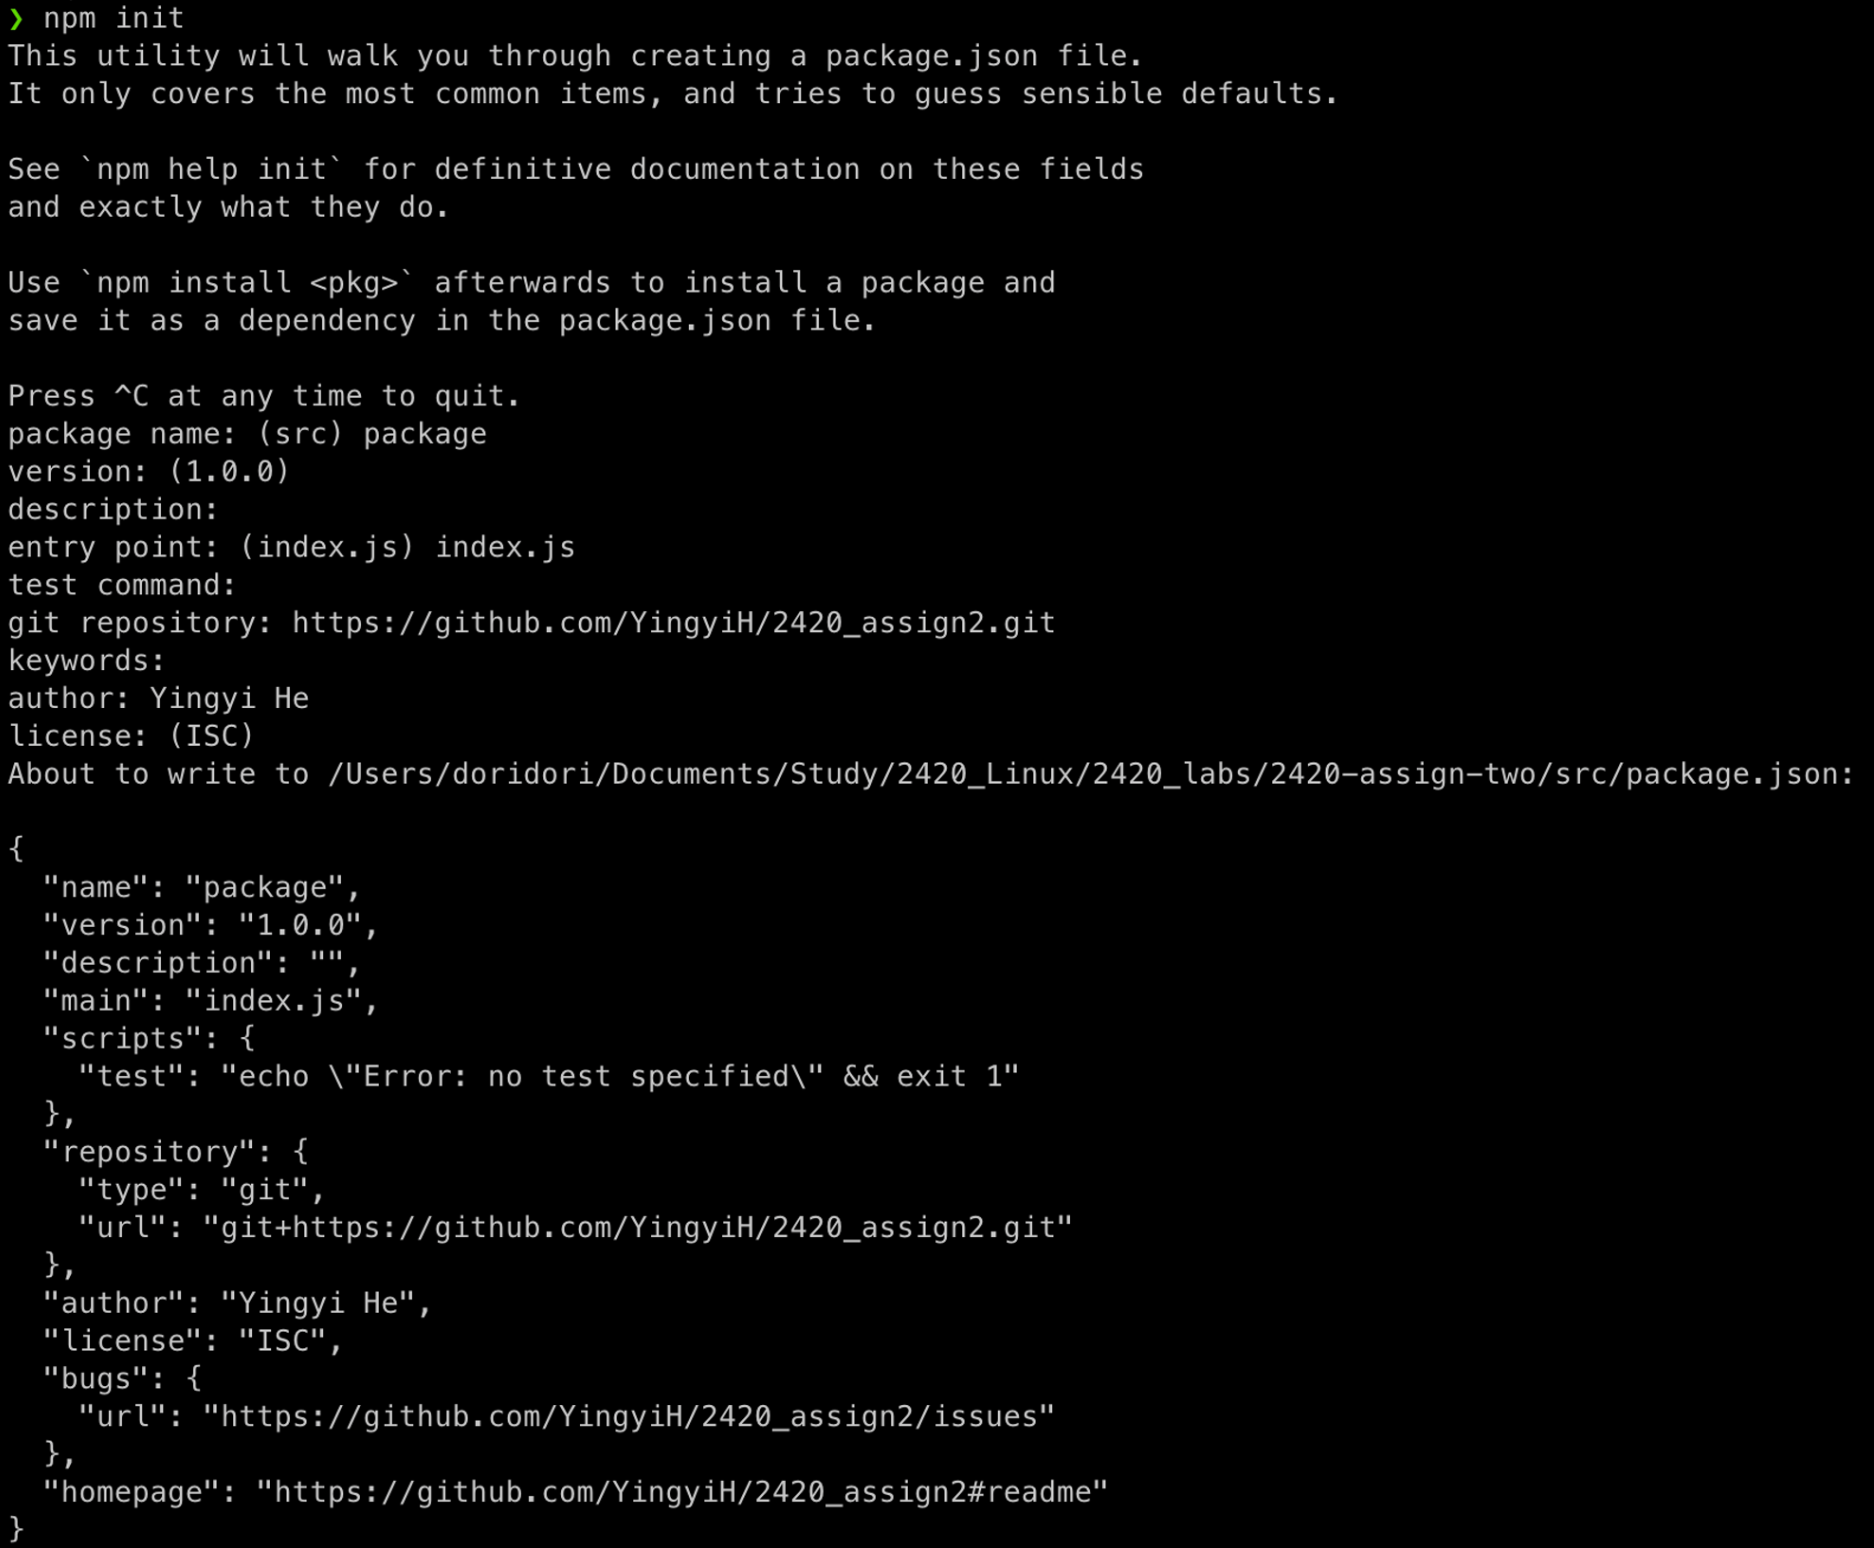 ❯ npm init
This utility will walk you through creating a package.json file.
It only covers the most common items, and tries to guess sensible defaults.

See `npm help init` for definitive documentation on these fields
and exactly what they do.

Use `npm install <pkg>` afterwards to install a package and
save it as a dependency in the package.json file.

Press ^C at any time to quit.
package name: (src) package
version: (1.0.0)
description:
entry point: (index.js) index.js
test command:
git repository: https://github.com/YingyiH/2420_assign2.git
keywords:
author: Yingyi He
license: (ISC)
About to write to /Users/doridori/Documents/Study/2420_Linux/2420_labs/2420-assign-two/src/package.json:

{
  "name": "package",
  "version": "1.0.0",
  "description": "",
  "main": "index.js",
  "scripts": {
    "test": "echo \"Error: no test specified\" && exit 1"
  },
  "repository": {
    "type": "git",
    "url": "git+https://github.com/YingyiH/2420_assign2.git"
  },
  "author": "Yingyi He",
  "license": "ISC",
  "bugs": {
    "url": "https://github.com/YingyiH/2420_assign2/issues"
  },
  "homepage": "https://github.com/YingyiH/2420_assign2#readme"
}